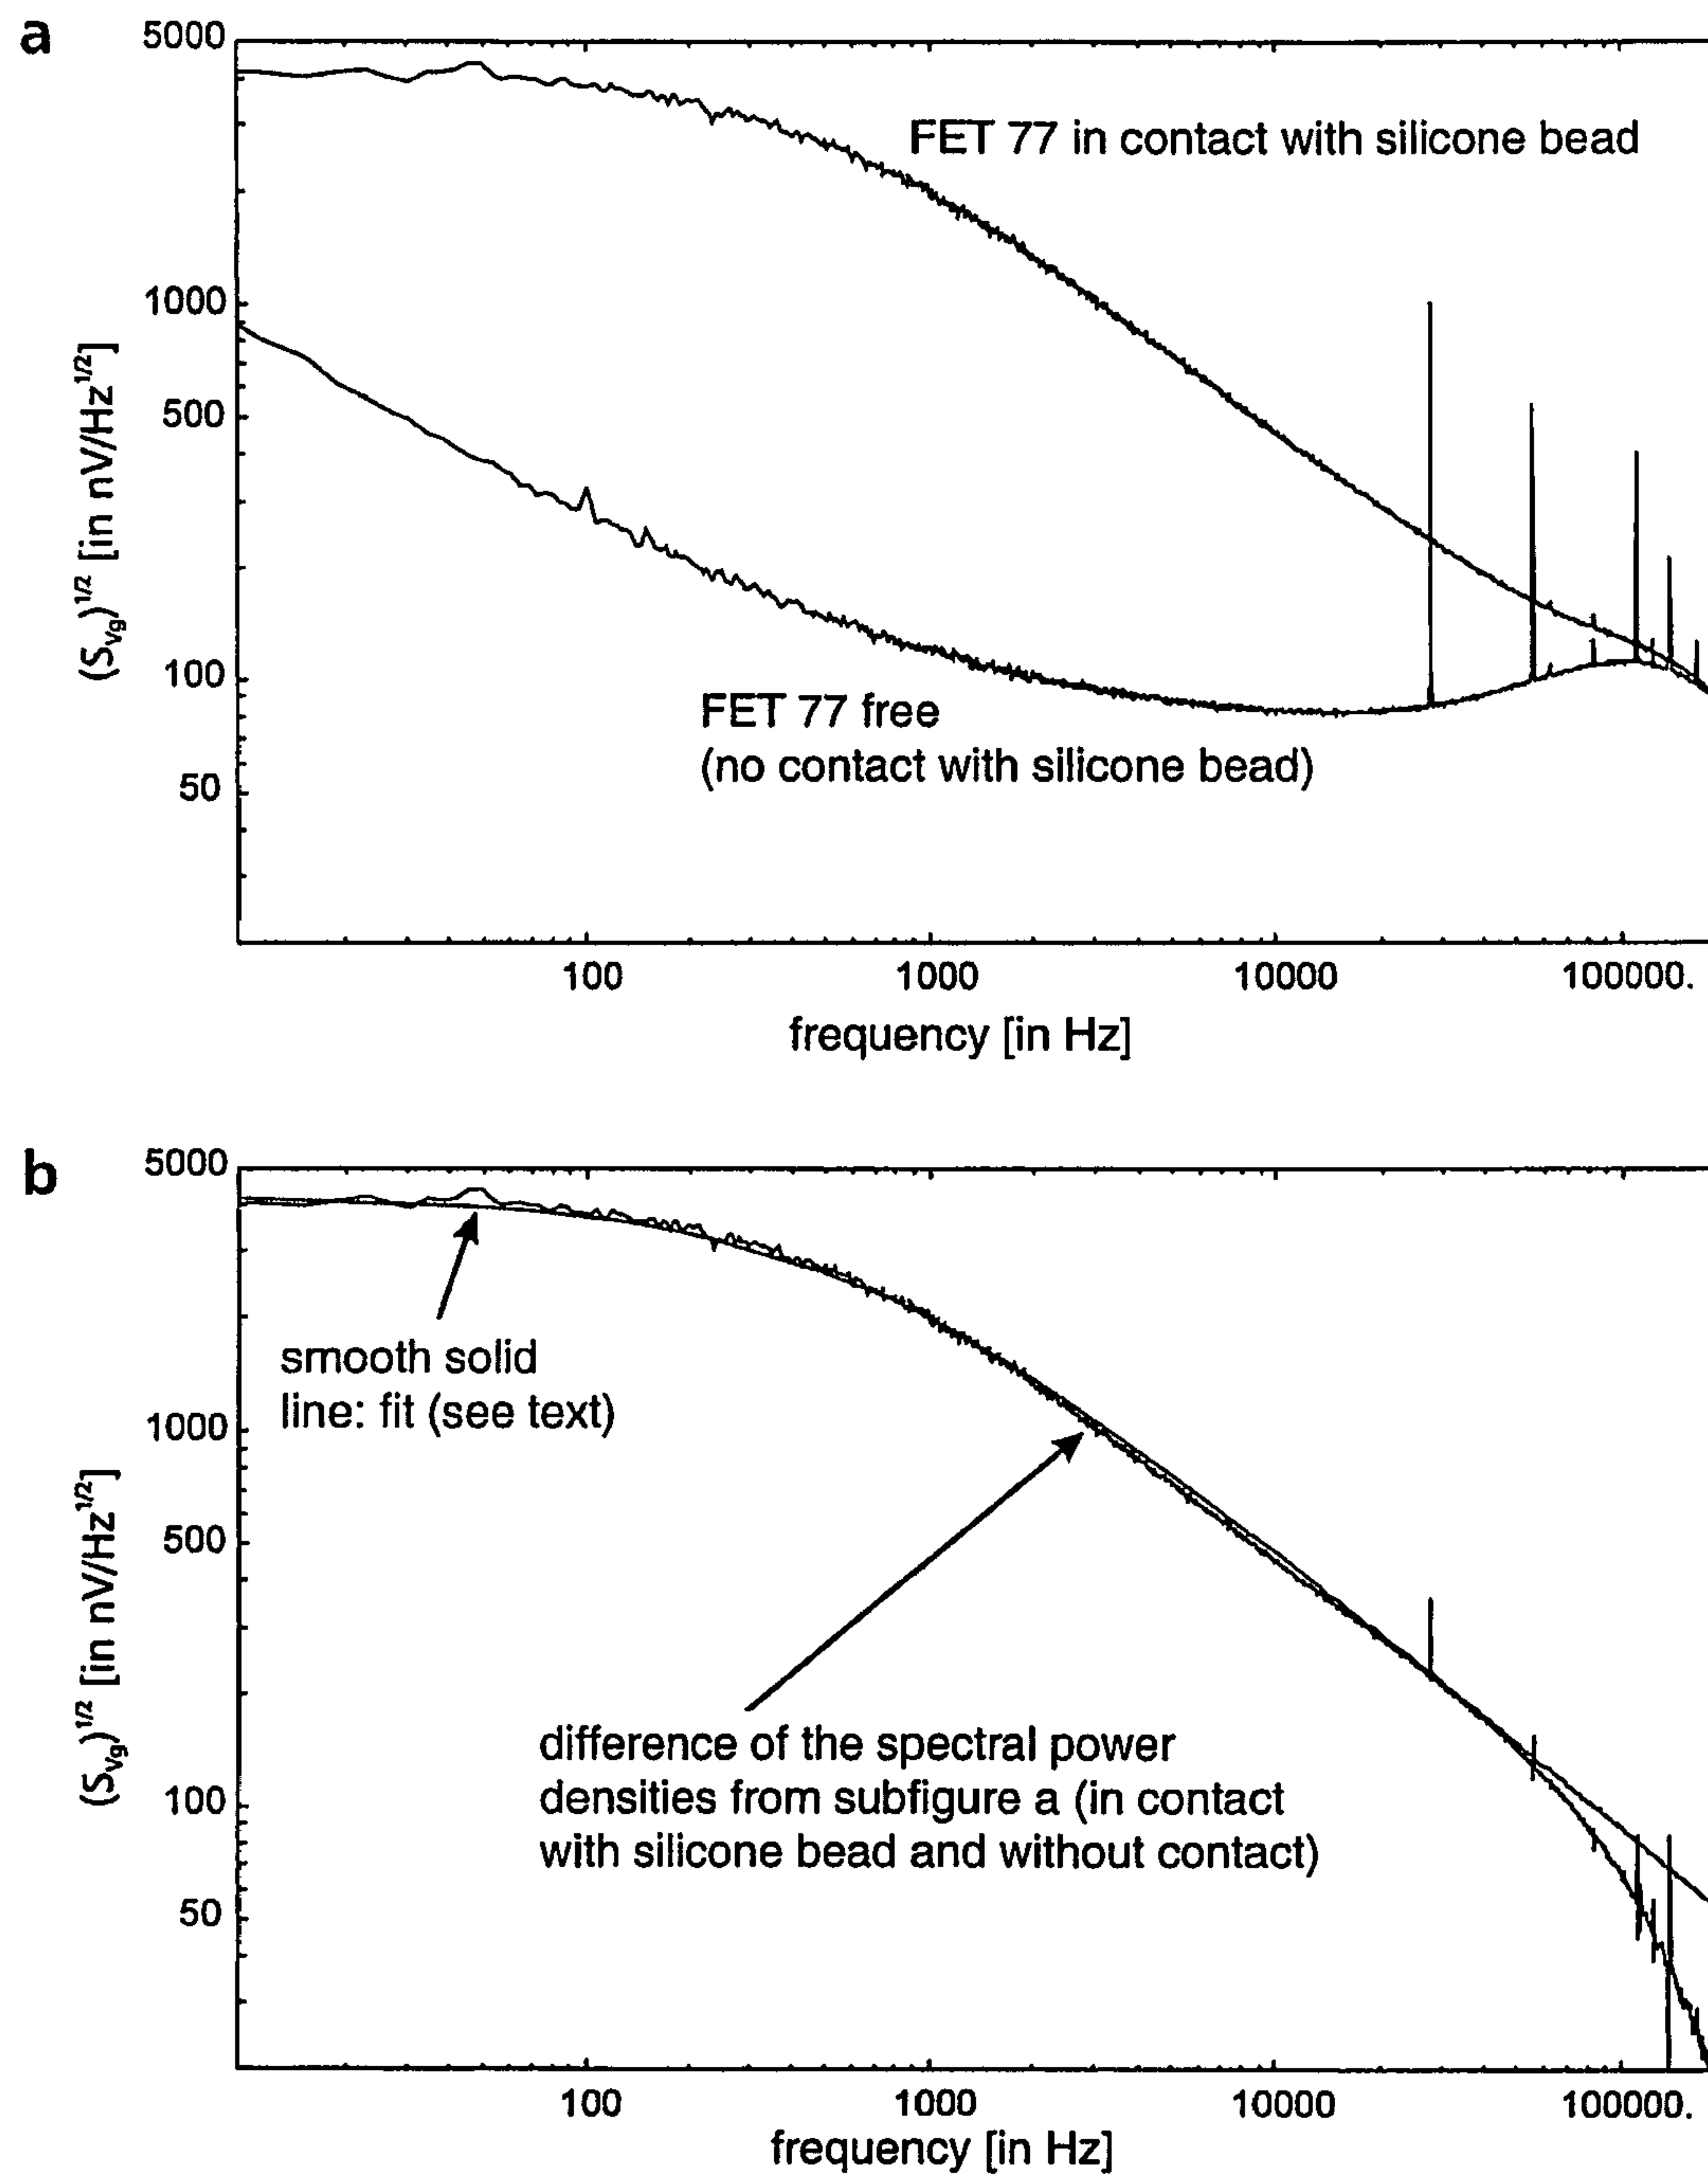 a
5000
1000
500
100
50
(S_Vg)^1/2 [in nV/Hz^1/2]
FET 77 in contact with silicone bead
FET 77 free
(no contact with silicone bead)
100 1000 10000 100000.
frequency [in Hz]
b
5000
1000
500
100
50
(S_Vg)^1/2 [in nV/Hz^1/2]
smooth solid
line: fit (see text)
difference of the spectral power
densities from subfigure a (in contact
with silicone bead and without contact)
100 1000 10000 100000.
frequency [in Hz]